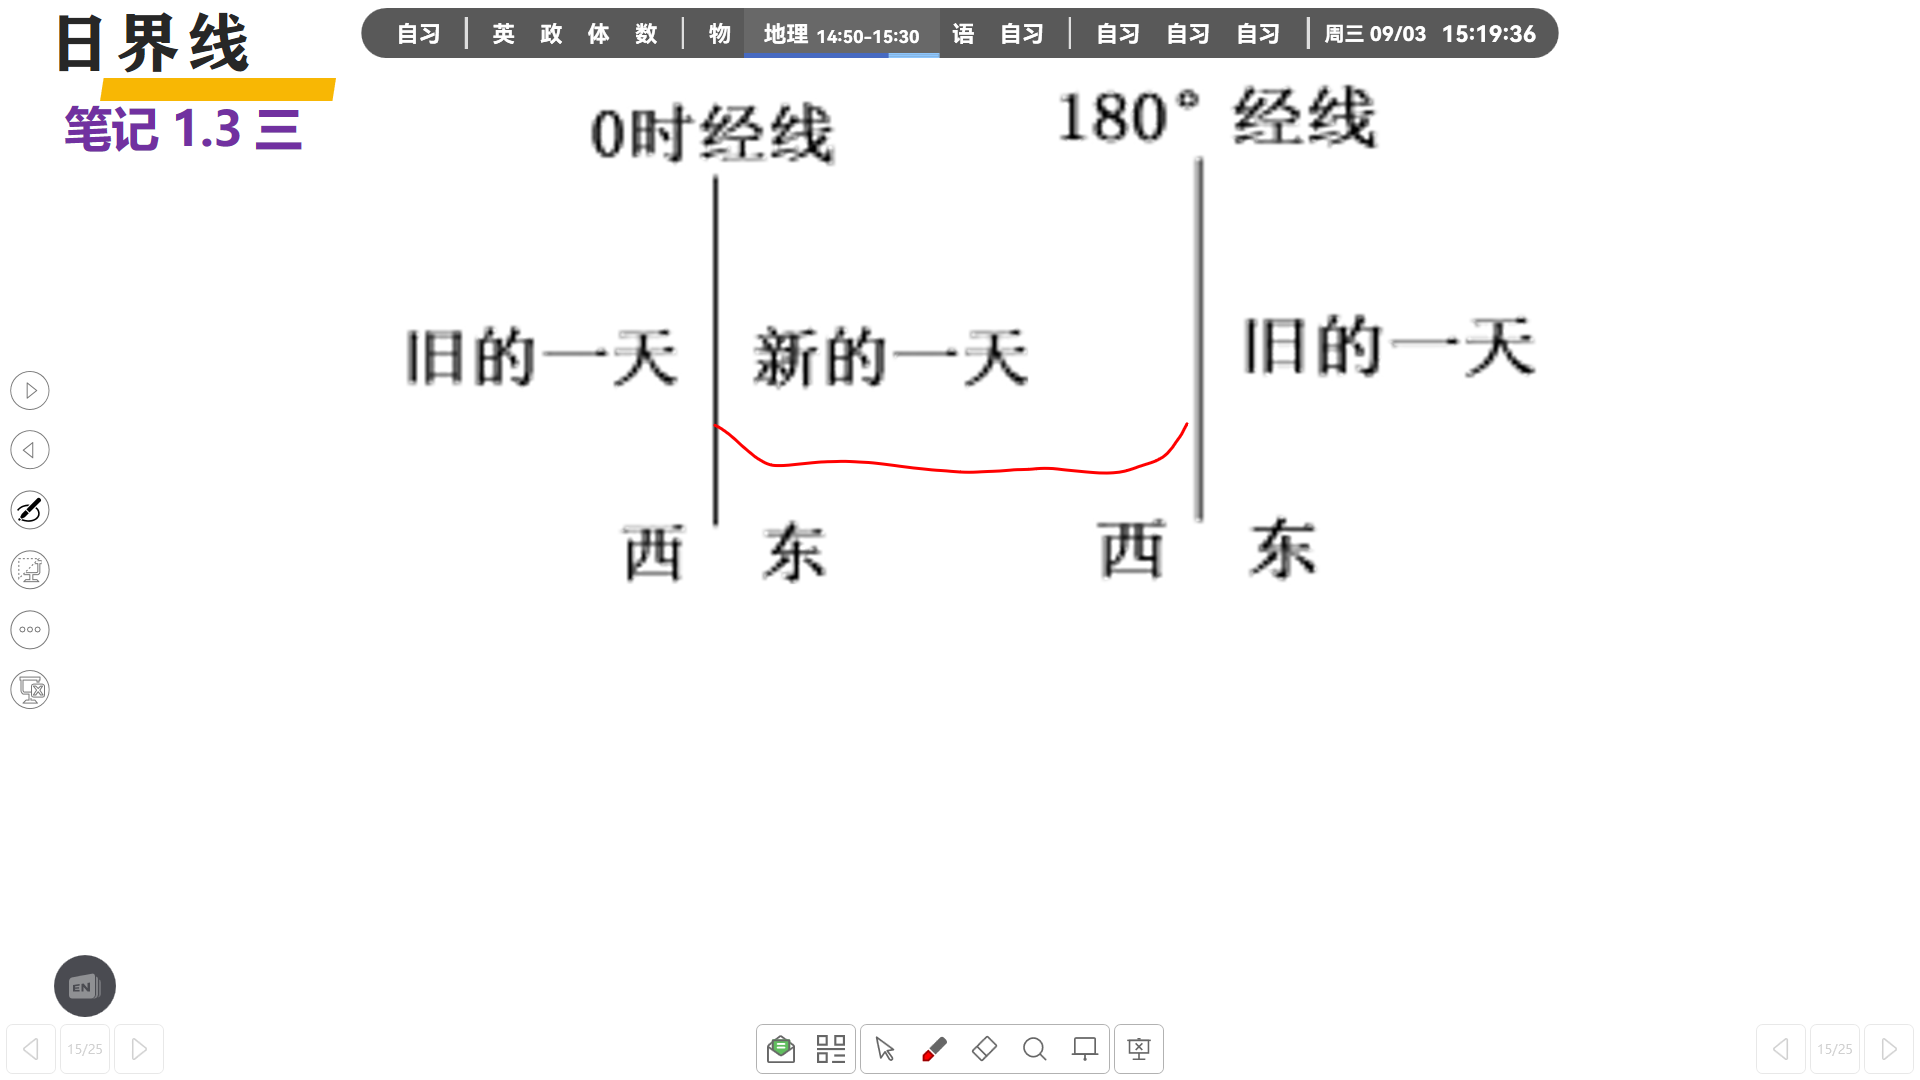 日界线
自习 | 英 政 体 数 | 物 地理 14:50-15:30 语 自习 | 自习 自习 自习 | 周三 09/03 15:19:36
笔记 1.3 三
0时经线 180° 经线
旧的一天 新的一天 旧的一天
西 东 西 东
EN
15/25 15/25